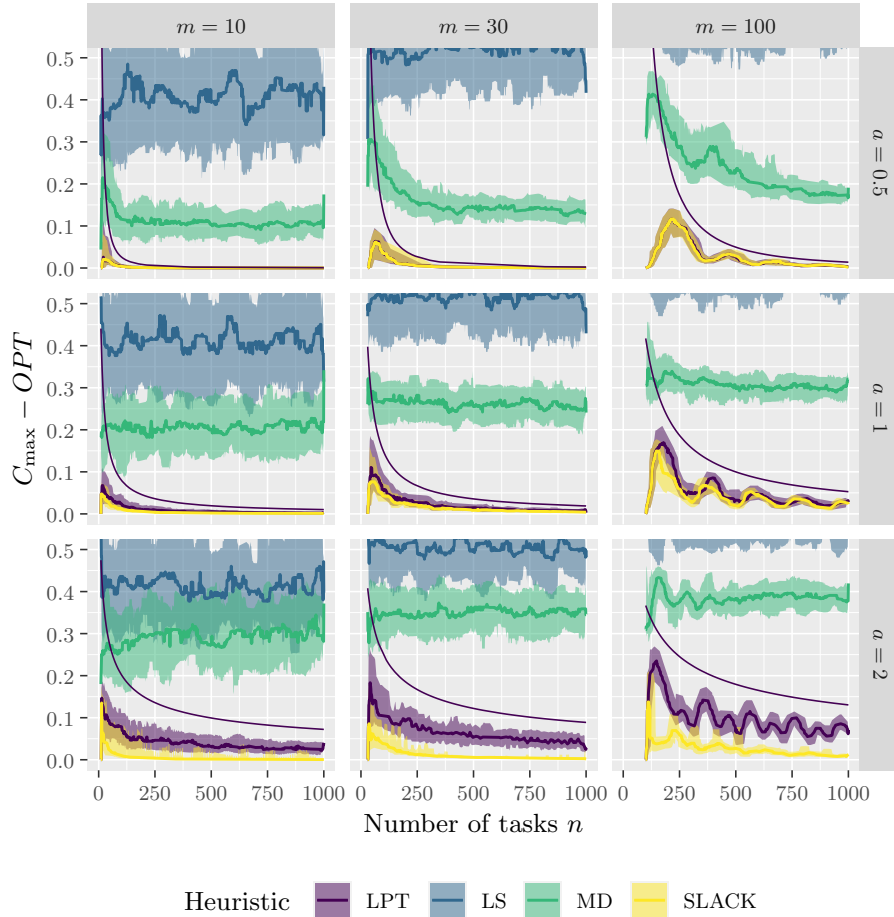 m = 10 m = 30 m = 100
0.5
0.4
0.3
0.2
0.1
0.0
a = 0.5
0.5
0.4
0.3
0.2
0.1
0.0
a = 1
C_max − OPT
0.5
0.4
0.3
0.2
0.1
0.0
a = 2
0 250 500 750 1000 0 250 500 750 1000 0 250 500 750 1000
Number of tasks n
Heuristic LPT LS MD SLACK